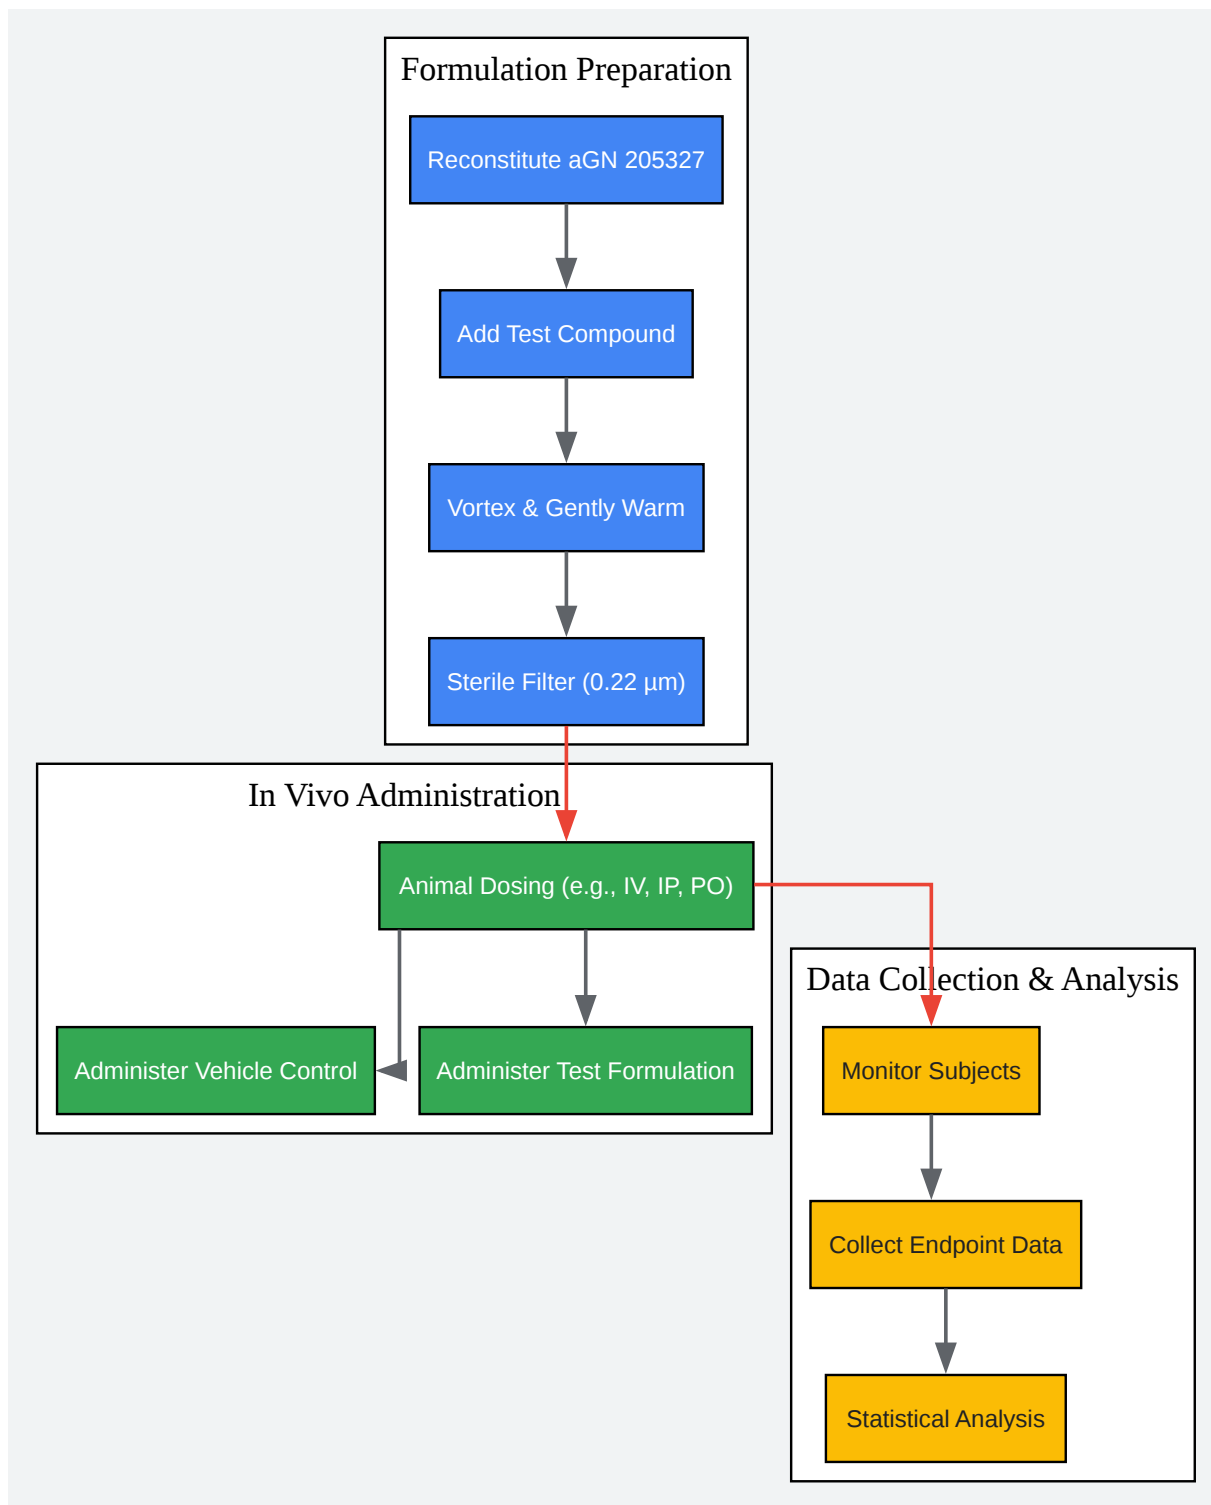 Formulation Preparation
Reconstitute aGN 205327
Add Test Compound
Vortex & Gently Warm
Sterile Filter (0.22 µm)
In Vivo Administration
Animal Dosing (e.g., IV, IP, PO)
Administer Vehicle Control
Administer Test Formulation
Data Collection & Analysis
Monitor Subjects
Collect Endpoint Data
Statistical Analysis